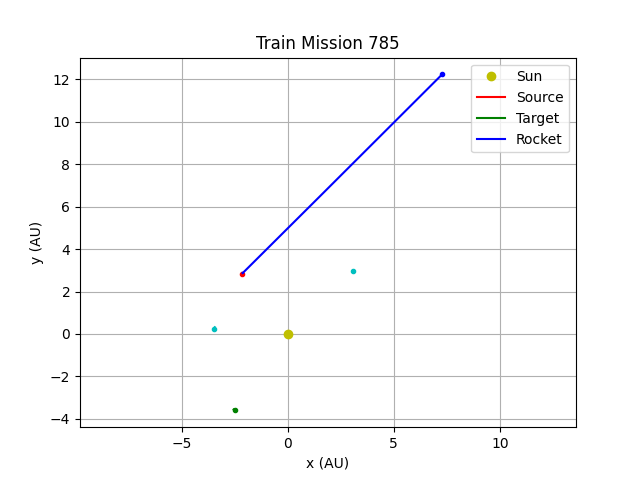 Train Mission 785
Sun
Source
Target
Rocket
12
10
8
6
4
2
0
−2
−4
y (AU)
−5
0
5
10
x (AU)